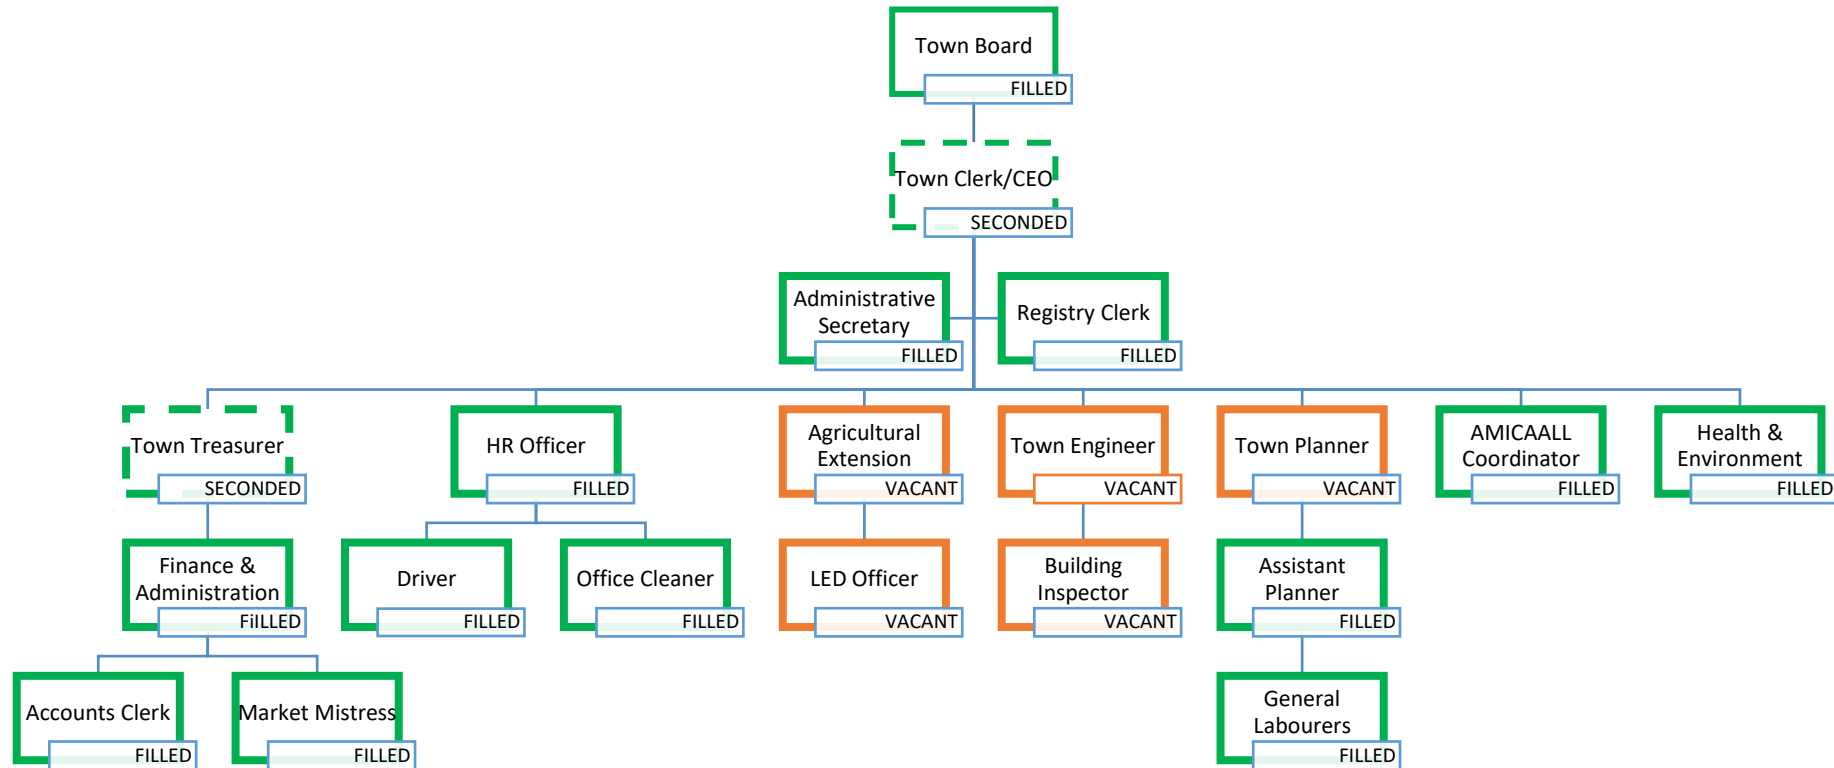 Town Board
FILLED
Town Clerk/CEO
SECONDED
Administrative
Secretary
FILLED
Registry Clerk
FILLED
Town Treasurer
SECONDED
HR Officer
FILLED
Agricultural
Extension
VACANT
Town Engineer
VACANT
Town Planner
VACANT
AMICAALL
Coordinator
FILLED
Health &
Environment
FILLED
Finance &
Administration
FiILLED
Driver
FILLED
Office Cleaner
FILLED
LED Officer
VACANT
Building
Inspector
VACANT
Assistant
Planner
FILLED
Accounts Clerk
FILLED
Market Mistress
FILLED
General
Labourers
FILLED